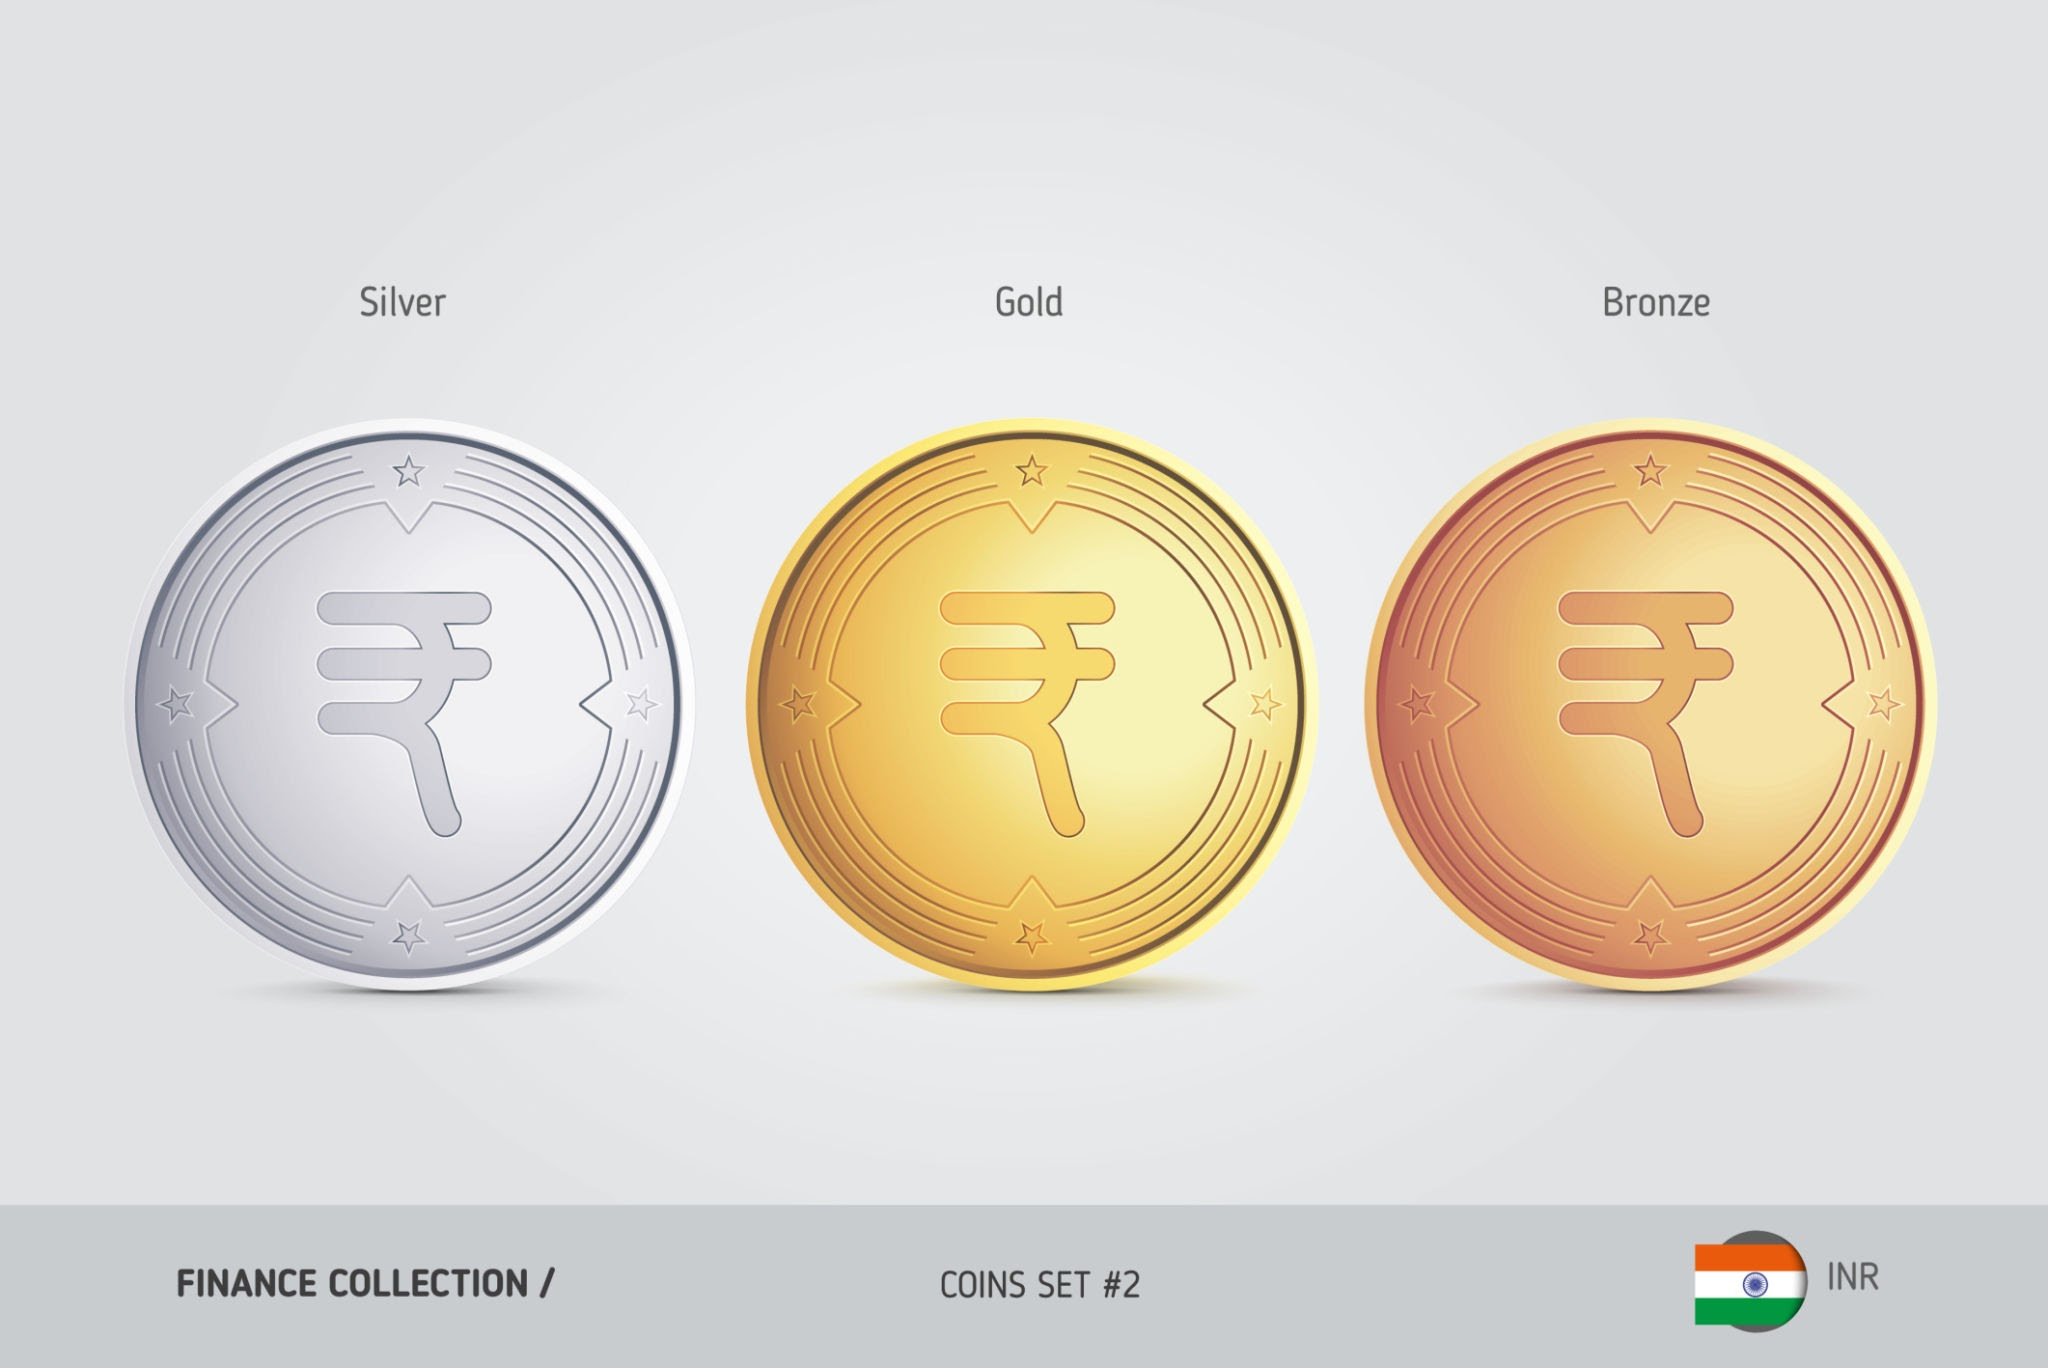 Silver
Gold
Bronze
FINANCE COLLECTION /
COINS SET #2
INR